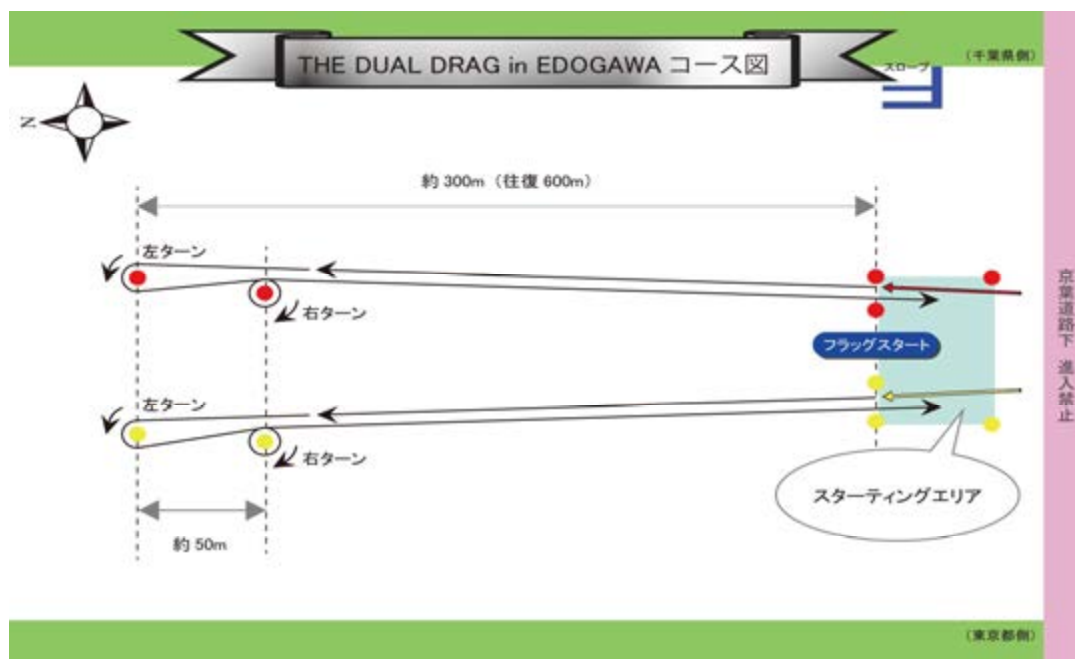 THE DUAL DRAG in EDOGAWA コース図
（千葉県側）
スロープ
N
約 300m（往復 600m）
左ターン
右ターン
フラッグスタート
左ターン
右ターン
スターティングエリア
約 50m
京葉道路下 進入禁止
（東京都側）